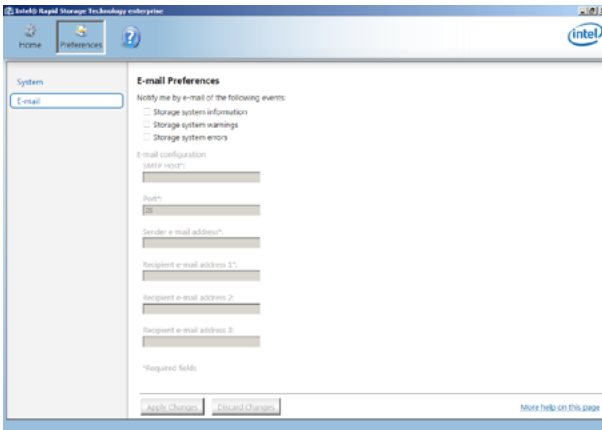 Intel® Rapid Storage Technology enterprise
Home
Preferences
intel
System
E-mail
E-mail Preferences
Notify me by e-mail of the following events:
Storage system information
Storage system warnings
Storage system errors
E-mail configuration
SMTP Host*:
Port*:
25
Sender e-mail address*:
Recipient e-mail address 1*:
Recipient e-mail address 2:
Recipient e-mail address 3:
*Required fields
Apply Changes
Discard Changes
More help on this page